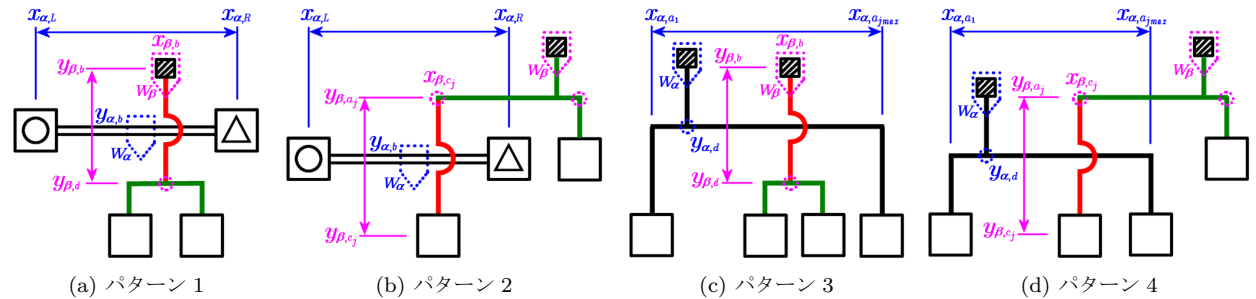 x_{α,L} x_{α,R}
x_{β,b}
y_{β,b}
W_β
y_{α,b}
W_α
y_{β,d}
(a) パターン 1
x_{α,L} x_{α,R}
W_β
x_{β,c_j}
y_{β,a_j}
y_{α,b}
W_α
y_{β,c_j}
(b) パターン 2
x_{α,a_1} x_{α,a_{jmax}}
x_{β,b}
W_α
y_{β,b}
W_β
y_{α,d}
y_{β,d}
(c) パターン 3
x_{α,a_1} x_{α,a_{jmax}}
W_β
x_{β,c_j}
y_{β,a_j}
W_α
y_{α,d}
y_{β,c_j}
(d) パターン 4